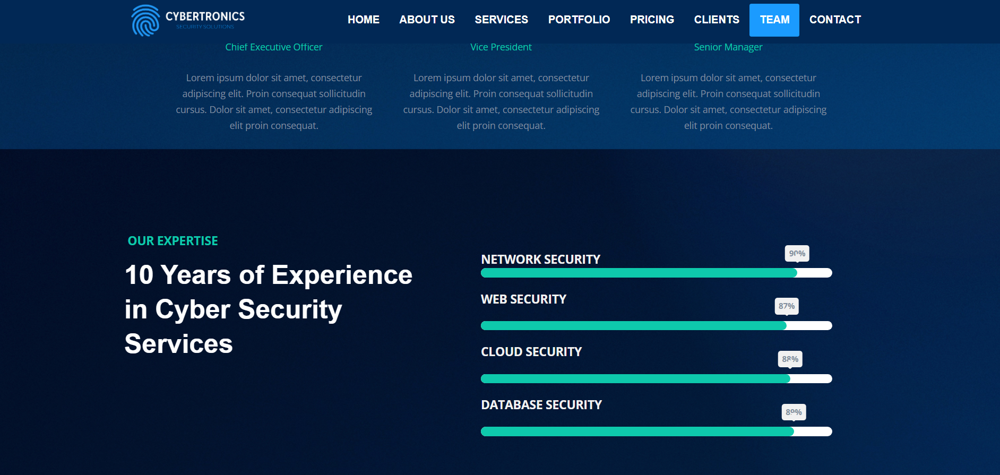 CYBERTRONICS
SECURITY SOLUTIONS
HOME ABOUT US SERVICES PORTFOLIO PRICING CLIENTS TEAM CONTACT
Chief Executive Officer
Lorem ipsum dolor sit amet, consectetur
adipiscing elit. Proin consequat sollicitudin
cursus. Dolor sit amet, consectetur adipiscing
elit proin consequat.
Vice President
Lorem ipsum dolor sit amet, consectetur
adipiscing elit. Proin consequat sollicitudin
cursus. Dolor sit amet, consectetur adipiscing
elit proin consequat.
Senior Manager
Lorem ipsum dolor sit amet, consectetur
adipiscing elit. Proin consequat sollicitudin
cursus. Dolor sit amet, consectetur adipiscing
elit proin consequat.
OUR EXPERTISE
10 Years of Experience
in Cyber Security
Services
NETWORK SECURITY
90%
WEB SECURITY
87%
CLOUD SECURITY
88%
DATABASE SECURITY
89%